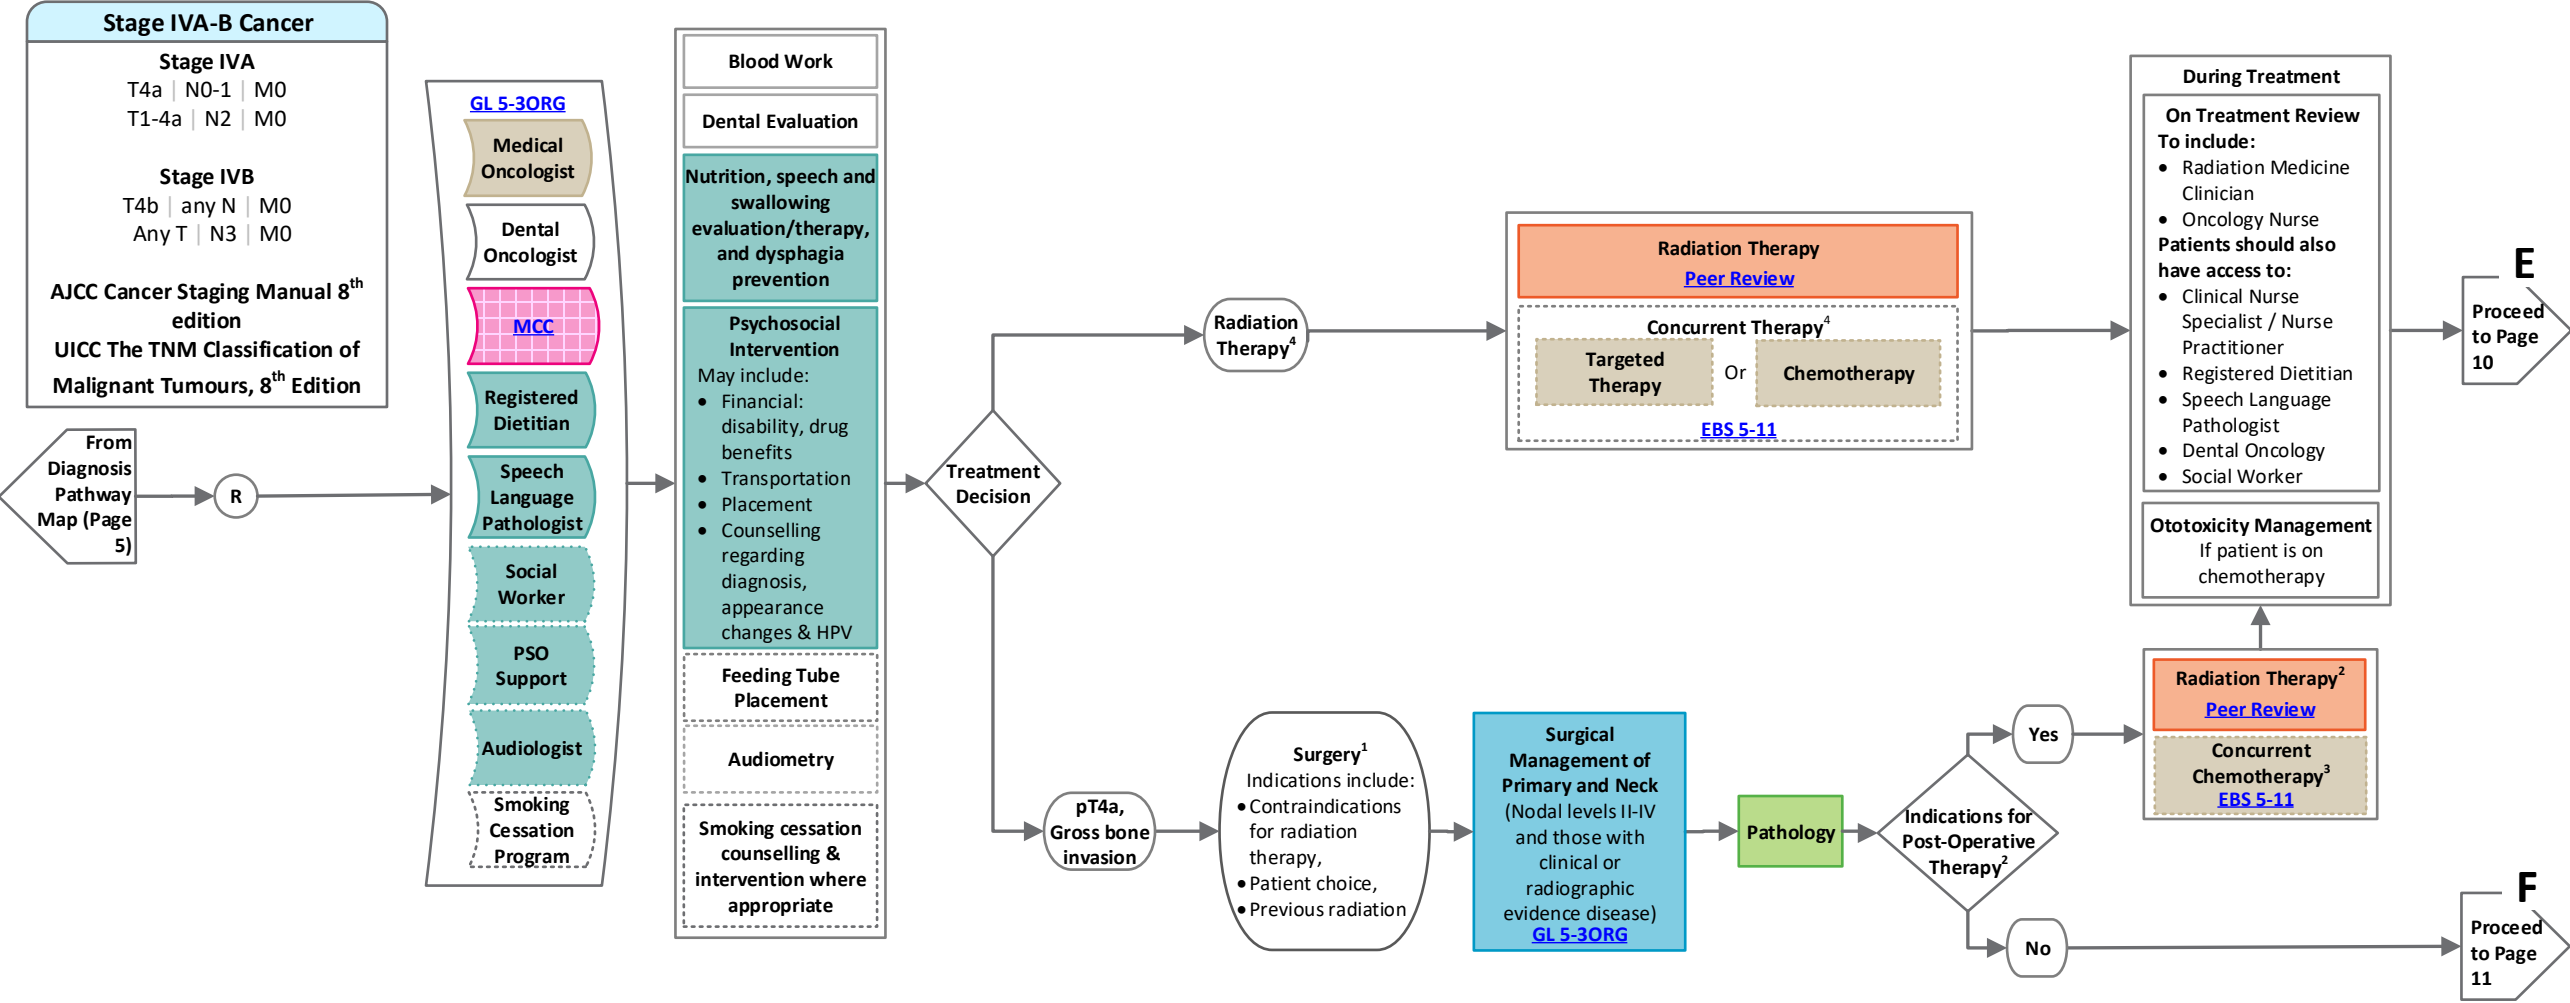 Stage IVA-B Cancer
Stage IVA
T4a | N0-1 | M0
T1-4a | N2 | M0
Stage IVB
T4b | any N | M0
Any T | N3 | M0
AJCC Cancer Staging Manual 8th
edition
UICC The TNM Classification of
Malignant Tumours, 8th Edition
From
Diagnosis
Pathway
Map (Page
5)
R
GL 5-3ORG
Medical
Oncologist
Dental
Oncologist
MCC
Registered
Dietitian
Speech
Language
Pathologist
Social
Worker
PSO
Support
Audiologist
Smoking
Cessation
Program
Blood Work
Dental Evaluation
Nutrition, speech and
swallowing
evaluation/therapy,
and dysphagia
prevention
Psychosocial
Intervention
May include:
• Financial:
disability, drug
benefits
• Transportation
• Placement
• Counselling
regarding
diagnosis,
appearance
changes & HPV
Feeding Tube
Placement
Audiometry
Smoking cessation
counselling &
intervention where
appropriate
Treatment
Decision
Radiation
Therapy4
Radiation Therapy
Peer Review
Concurrent Therapy4
Targeted
Therapy
Or
Chemotherapy
EBS 5-11
During Treatment
On Treatment Review
To include:
• Radiation Medicine
Clinician
• Oncology Nurse
Patients should also
have access to:
• Clinical Nurse
Specialist / Nurse
Practitioner
• Registered Dietitian
• Speech Language
Pathologist
• Dental Oncology
• Social Worker
Ototoxicity Management
If patient is on
chemotherapy
E
Proceed
to Page
10
pT4a,
Gross bone
invasion
Surgery1
Indications include:
• Contraindications
for radiation
therapy,
• Patient choice,
• Previous radiation
Surgical
Management of
Primary and Neck
(Nodal levels II-IV
and those with
clinical or
radiographic
evidence disease)
GL 5-3ORG
Pathology
Indications for
Post-Operative
Therapy2
Yes
Radiation Therapy2
Peer Review
Concurrent
Chemotherapy3
EBS 5-11
No
F
Proceed
to Page
11